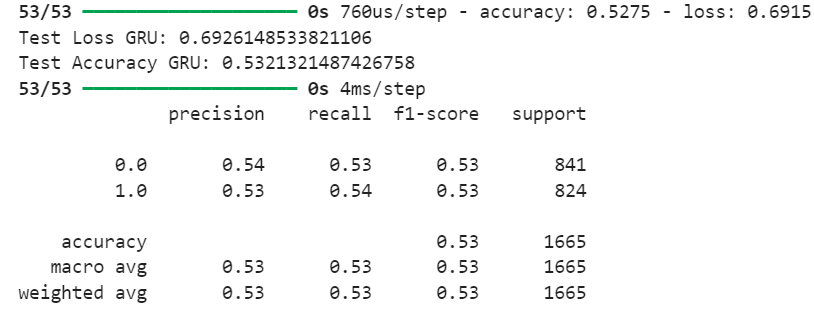 53/53 ━━━━━━━━━━━━━━━━━━━━ 0s 760us/step - accuracy: 0.5275 - loss: 0.6915
Test Loss GRU: 0.6926148533821106
Test Accuracy GRU: 0.5321321487426758
53/53 ━━━━━━━━━━━━━━━━━━━━ 0s 4ms/step
precision recall f1-score support
0.0 0.54 0.53 0.53 841
1.0 0.53 0.54 0.53 824
accuracy 0.53 1665
macro avg 0.53 0.53 0.53 1665
weighted avg 0.53 0.53 0.53 1665